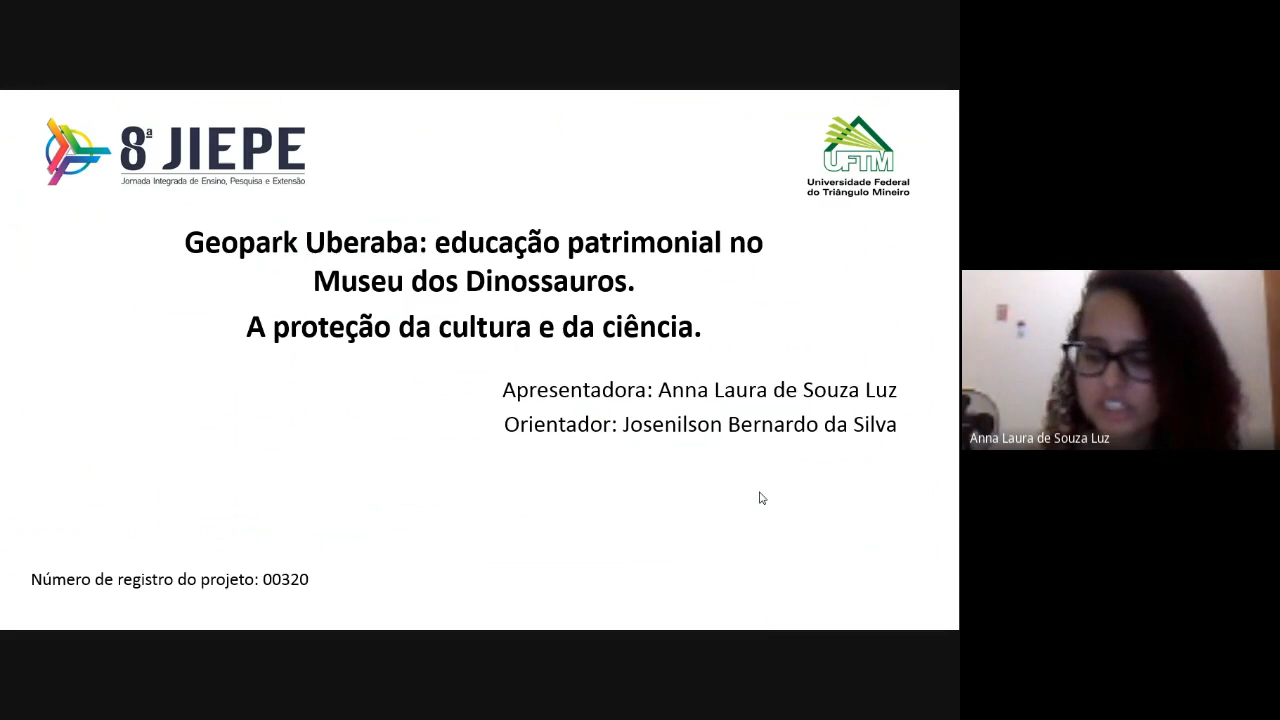 8ª JIEPE
Jornada Integrada de Ensino, Pesquisa e Extensão
UFTM
Universidade Federal
do Triângulo Mineiro
Geopark Uberaba: educação patrimonial no
Museu dos Dinossauros.
A proteção da cultura e da ciência.
Apresentadora: Anna Laura de Souza Luz
Orientador: Josenilson Bernardo da Silva
Anna Laura de Souza Luz
Número de registro do projeto: 00320